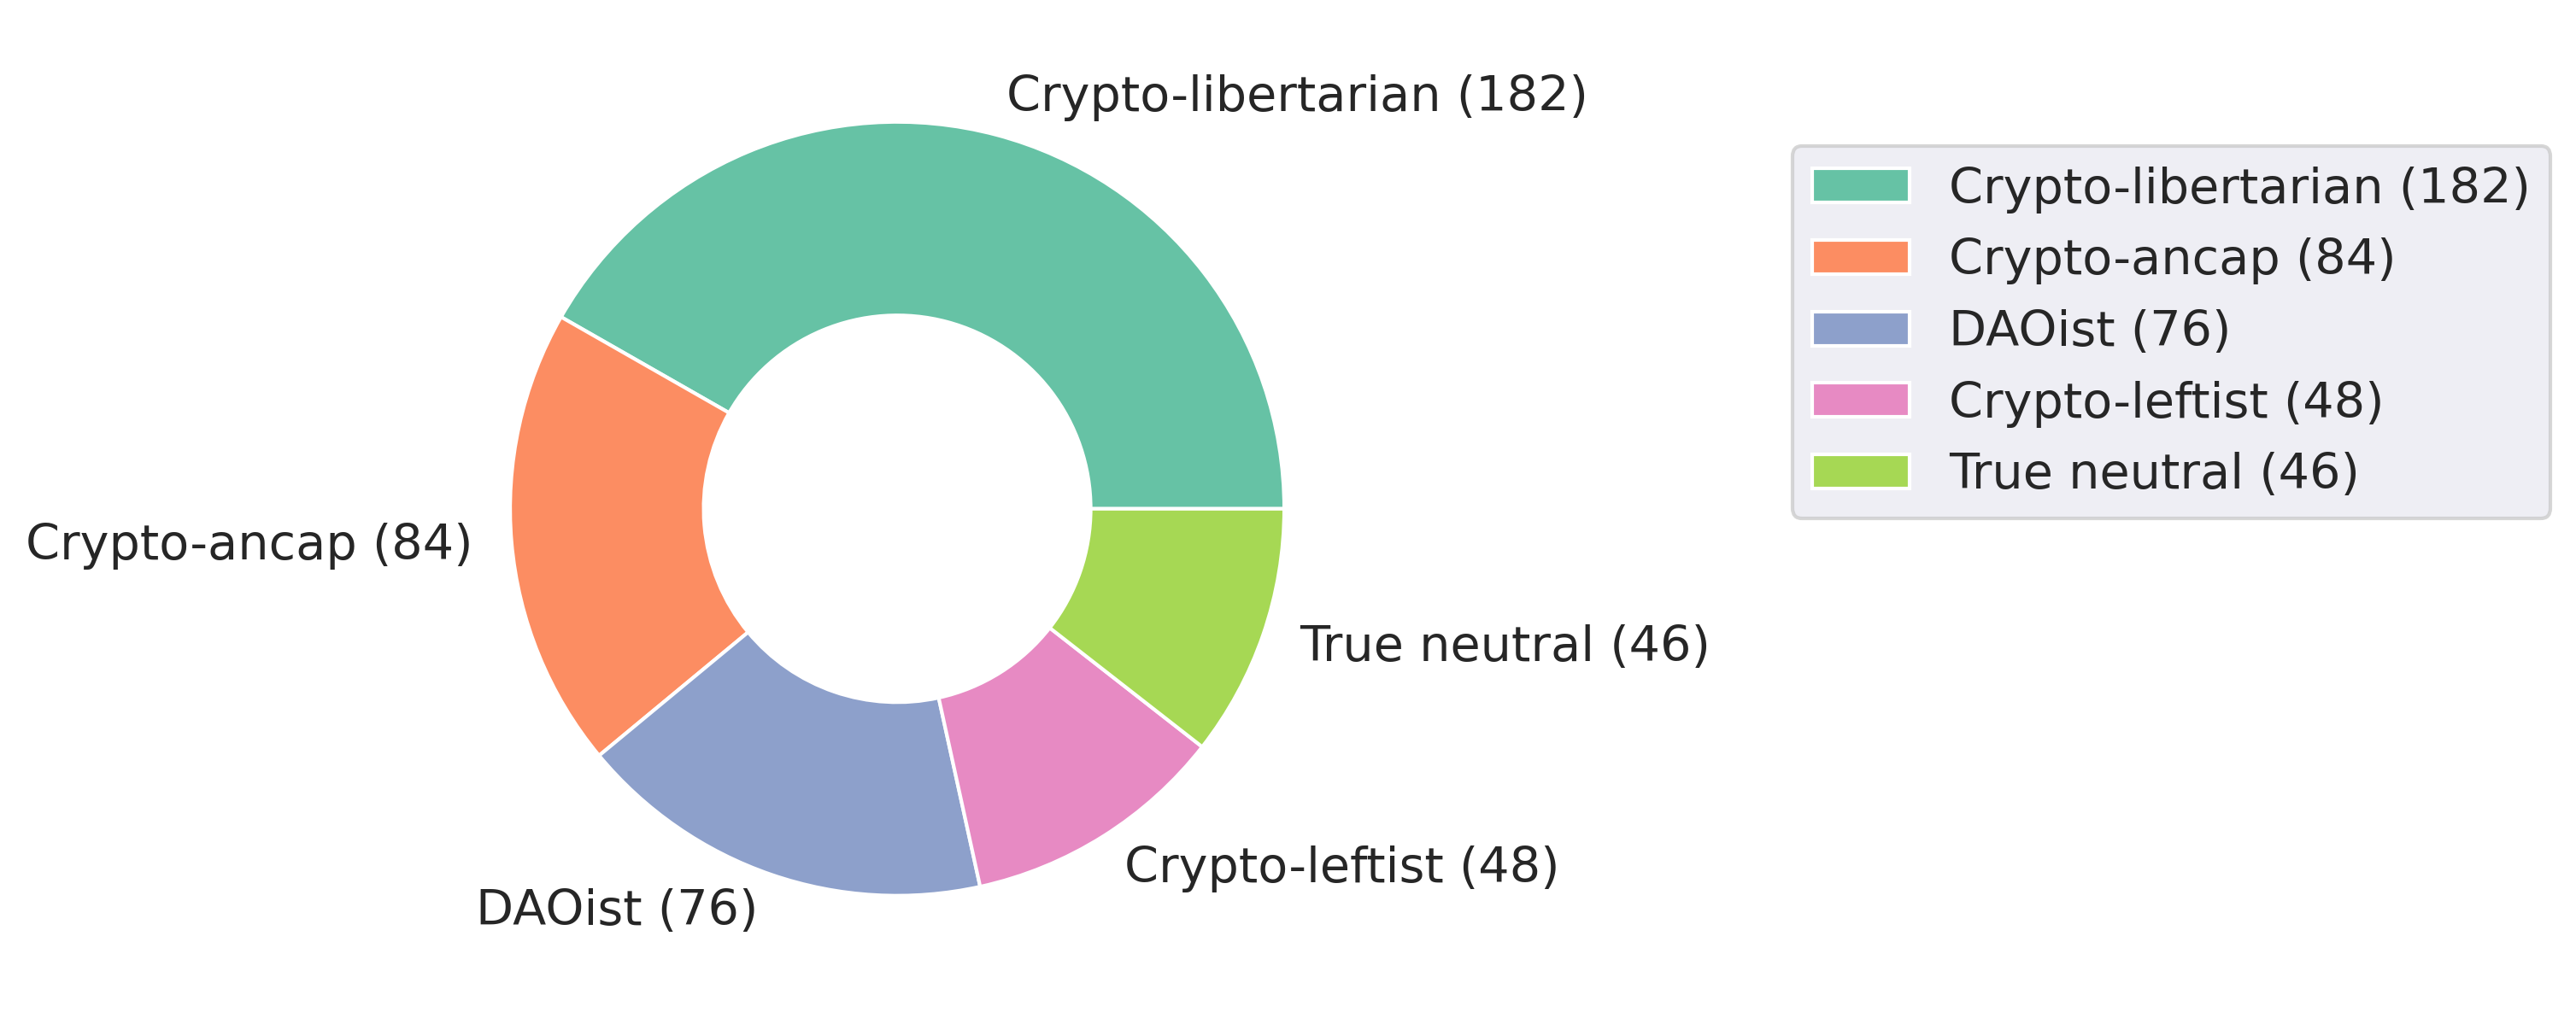 Crypto-libertarian (182)
Crypto-ancap (84)
DAOist (76)
Crypto-leftist (48)
True neutral (46)
Crypto-libertarian (182)
Crypto-ancap (84)
DAOist (76)
Crypto-leftist (48)
True neutral (46)